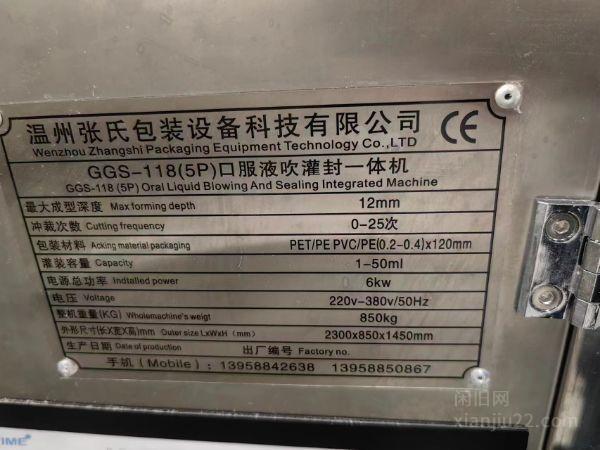 温州张氏包装设备科技有限公司
Wenzhou Zhangshi Packaging Equipment Technology Co.,LTD
CE
GGS-118(5P)口服液吹灌封一体机
GGS-118 (5P) Oral Liquid Blowing And Sealing Integrated Machine
最大成型深度 Max forming depth 12mm
冲裁次数 Cutting frequency 0-25次
包装材料 Acking material packaging PET/PE PVC/PE(0.2-0.4)x120mm
灌装容量 Capacity 1-50ml
电源总功率 Indtalled power 6kw
电压 Voltage 220v-380v/50Hz
整机重量(KG) Wholemachine's weigt 850kg
外形尺寸(长X宽X高)mm Outer size LxWxH (mm) 2300x850x1450mm
生产日期 Date of production 出厂编号 Factory no.
手机 (Mobile) : 13958842638 13958850867
闲旧网
xianjiu22.com
TIME